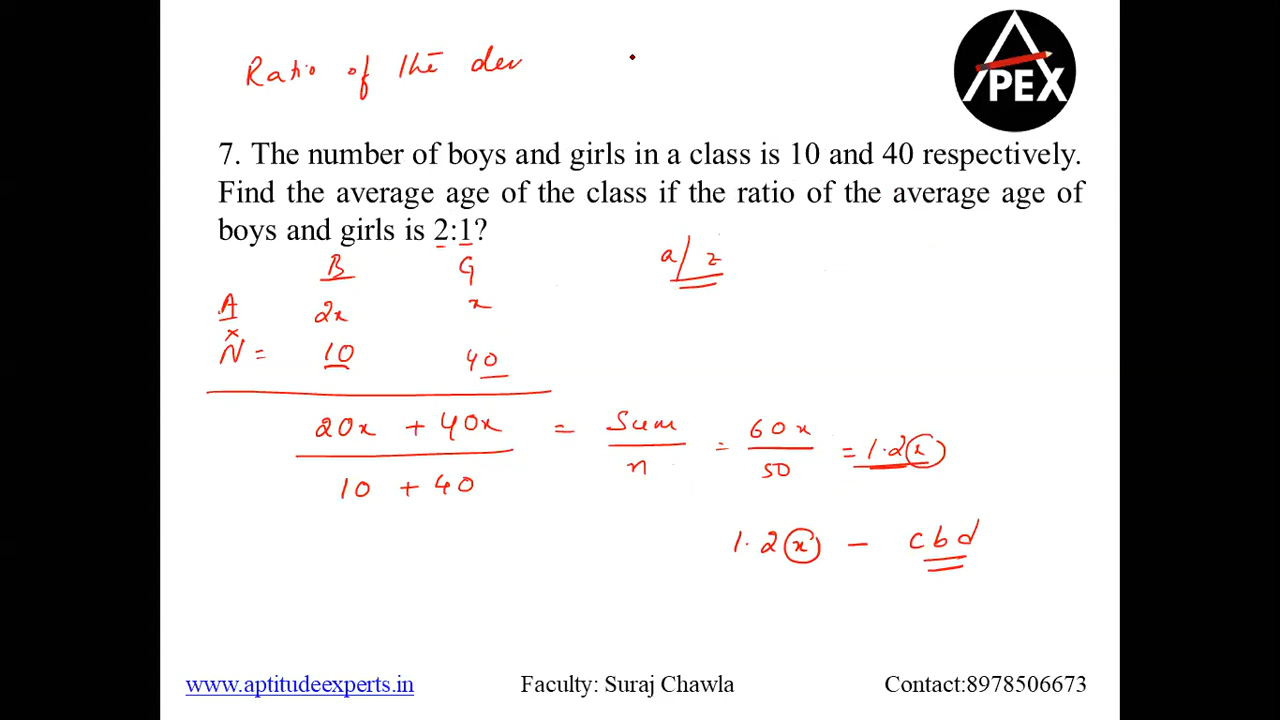 Ratio of the dev
APEX
7. The number of boys and girls in a class is 10 and 40 respectively.
Find the average age of the class if the ratio of the average age of
boys and girls is 2:1?
a/z
B G
A 2x x
x
N = 10 40
20x + 40x = Sum = 60x = 1.2x
10 + 40 n 50
1.2x - cbd
www.aptitudeexperts.in Faculty: Suraj Chawla Contact:8978506673